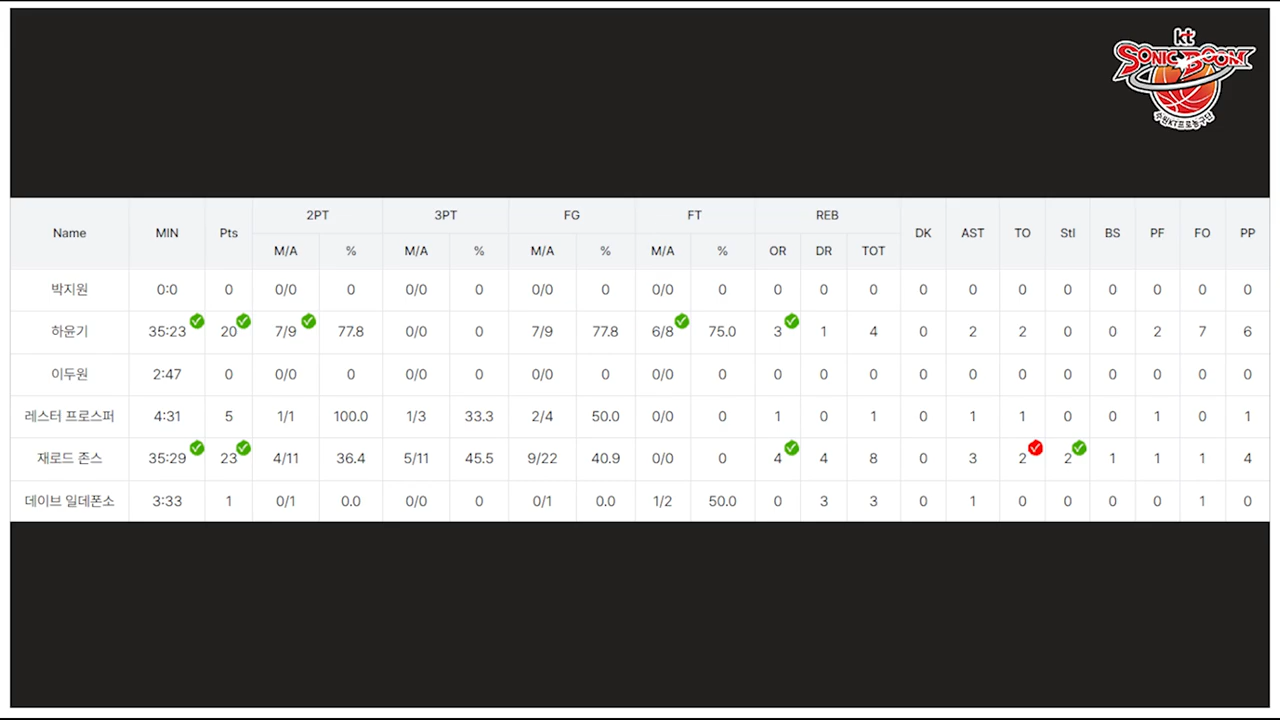 kt
SONICBOOM
수원KT프로농구단
2PT 3PT FG FT REB
Name MIN Pts DK AST TO Stl BS PF FO PP
M/A % M/A % M/A % M/A % OR DR TOT
박지원 0:0 0 0/0 0 0/0 0 0/0 0 0/0 0 0 0 0 0 0 0 0 0 0 0 0
하윤기 35:23 20 7/9 77.8 0/0 0 7/9 77.8 6/8 75.0 3 1 4 0 2 2 0 0 2 7 6
이두원 2:47 0 0/0 0 0/0 0 0/0 0 0/0 0 0 0 0 0 0 0 0 0 0 0 0
레스터 프로스퍼 4:31 5 1/1 100.0 1/3 33.3 2/4 50.0 0/0 0 1 0 1 0 1 1 0 0 1 0 1
재로드 존스 35:29 23 4/11 36.4 5/11 45.5 9/22 40.9 0/0 0 4 4 8 0 3 2 2 1 1 1 4
데이브 일데폰소 3:33 1 0/1 0.0 0/0 0 0/1 0.0 1/2 50.0 0 3 3 0 1 0 0 0 0 1 0